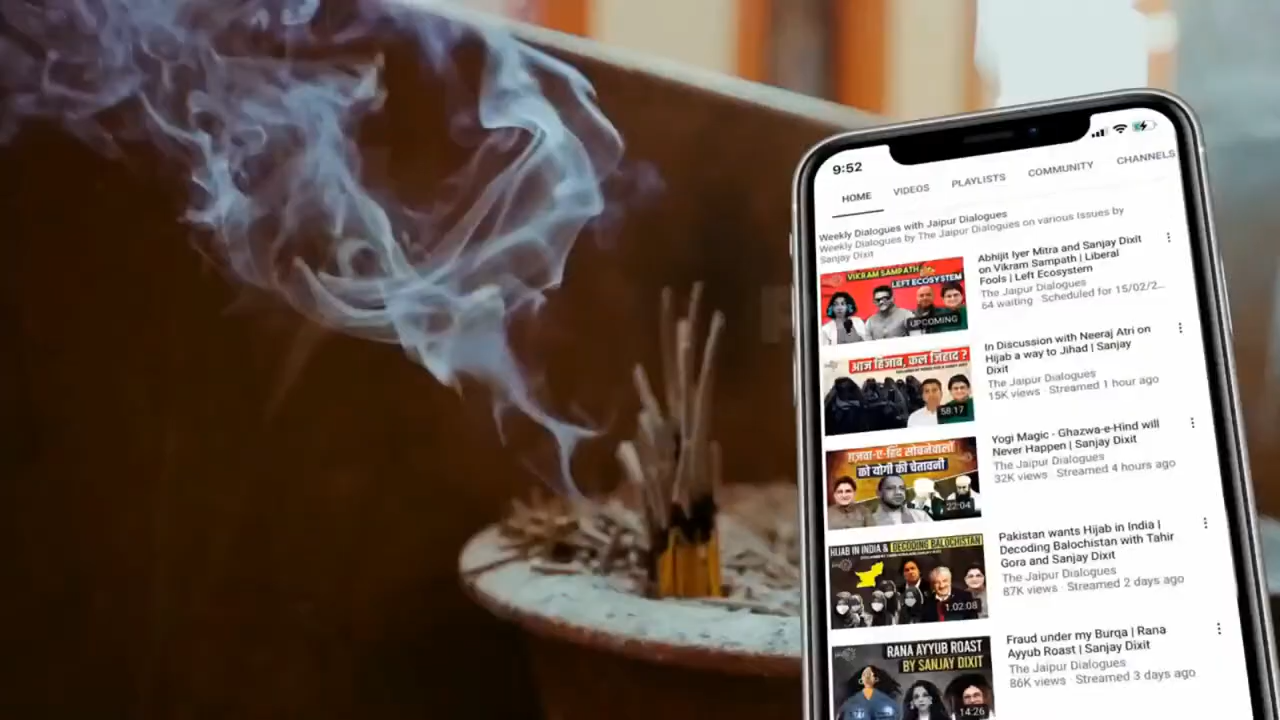 9:52
HOME VIDEOS PLAYLISTS COMMUNITY CHANNELS
Weekly Dialogues with Jaipur Dialogues
Weekly Dialogues by The Jaipur Dialogues on various Issues by
Sanjay Dixit
VIKRAM SAMPATH
LEFT ECOSYSTEM
UPCOMING
Abhijit Iyer Mitra and Sanjay Dixit
on Vikram Sampath | Liberal
Fools | Left Ecosystem
The Jaipur Dialogues
64 waiting · Scheduled for 15/02/2...
आज हिजाब, कल जिहाद ?
58:17
In Discussion with Neeraj Atri on
Hijab a way to Jihad | Sanjay
Dixit
The Jaipur Dialogues
15K views · Streamed 1 hour ago
ग़ज़वा-ए-हिंद सोचनेवालों
को योगी की चेतावनी
22:04
Yogi Magic - Ghazwa-e-Hind will
Never Happen | Sanjay Dixit
The Jaipur Dialogues
32K views · Streamed 4 hours ago
HIJAB IN INDIA & DECODING BALOCHISTAN
1:02:08
Pakistan wants Hijab in India |
Decoding Balochistan with Tahir
Gora and Sanjay Dixit
The Jaipur Dialogues
87K views · Streamed 2 days ago
RANA AYYUB ROAST
BY SANJAY DIXIT
14:26
Fraud under my Burqa | Rana
Ayyub Roast | Sanjay Dixit
The Jaipur Dialogues
86K views · Streamed 3 days ago